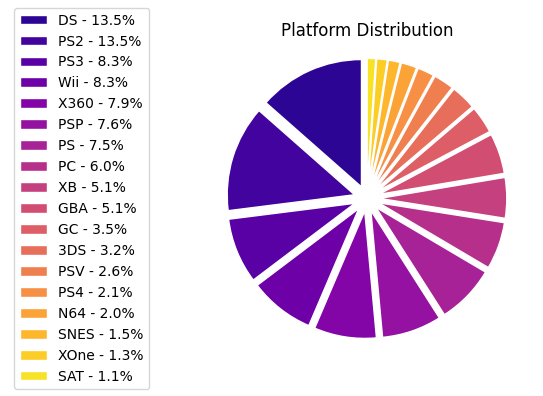 Platform Distribution
DS - 13.5%
PS2 - 13.5%
PS3 - 8.3%
Wii - 8.3%
X360 - 7.9%
PSP - 7.6%
PS - 7.5%
PC - 6.0%
XB - 5.1%
GBA - 5.1%
GC - 3.5%
3DS - 3.2%
PSV - 2.6%
PS4 - 2.1%
N64 - 2.0%
SNES - 1.5%
XOne - 1.3%
SAT - 1.1%